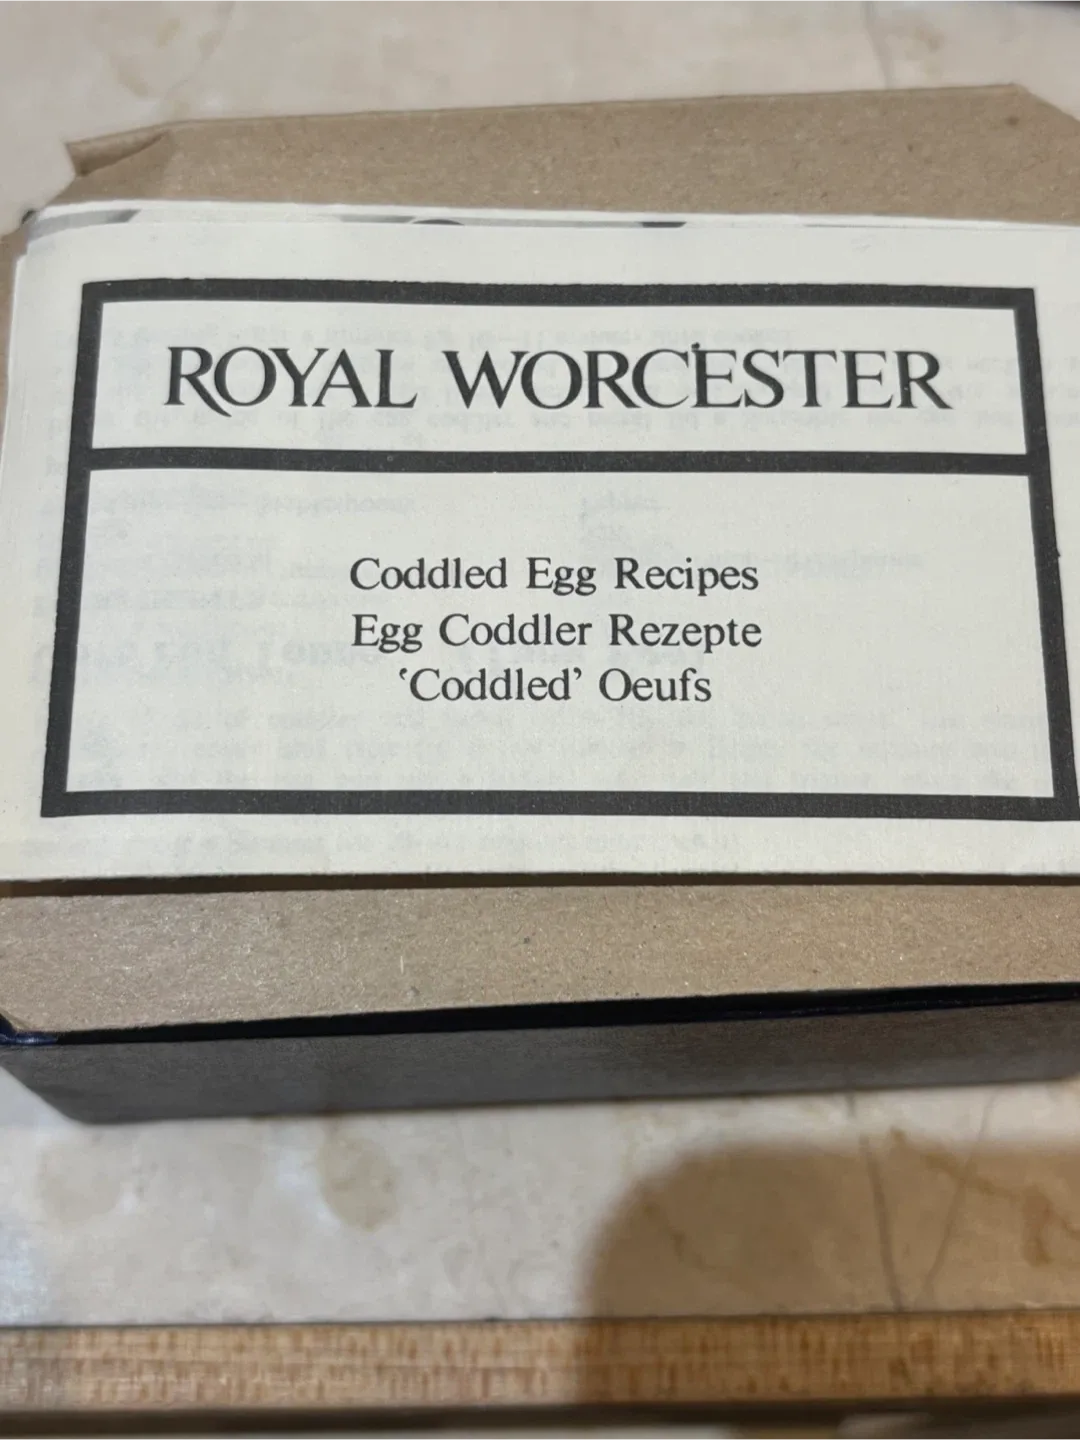 ROYAL WORCESTER
Coddled Egg Recipes
Egg Coddler Rezepte
‘Coddled’ Oeufs